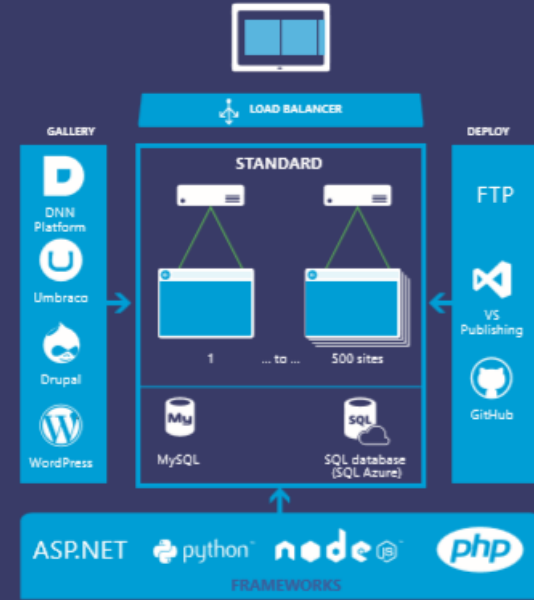 LOAD BALANCER
GALLERY
DEPLOY
STANDARD
DNN
Platform
Umbraco
Drupal
WordPress
1
... to ...
500 sites
My
MySQL
SQL
SQL database
(SQL Azure)
FTP
VS
Publishing
GitHub
ASP.NET
python
node
JS
php
FRAMEWORKS